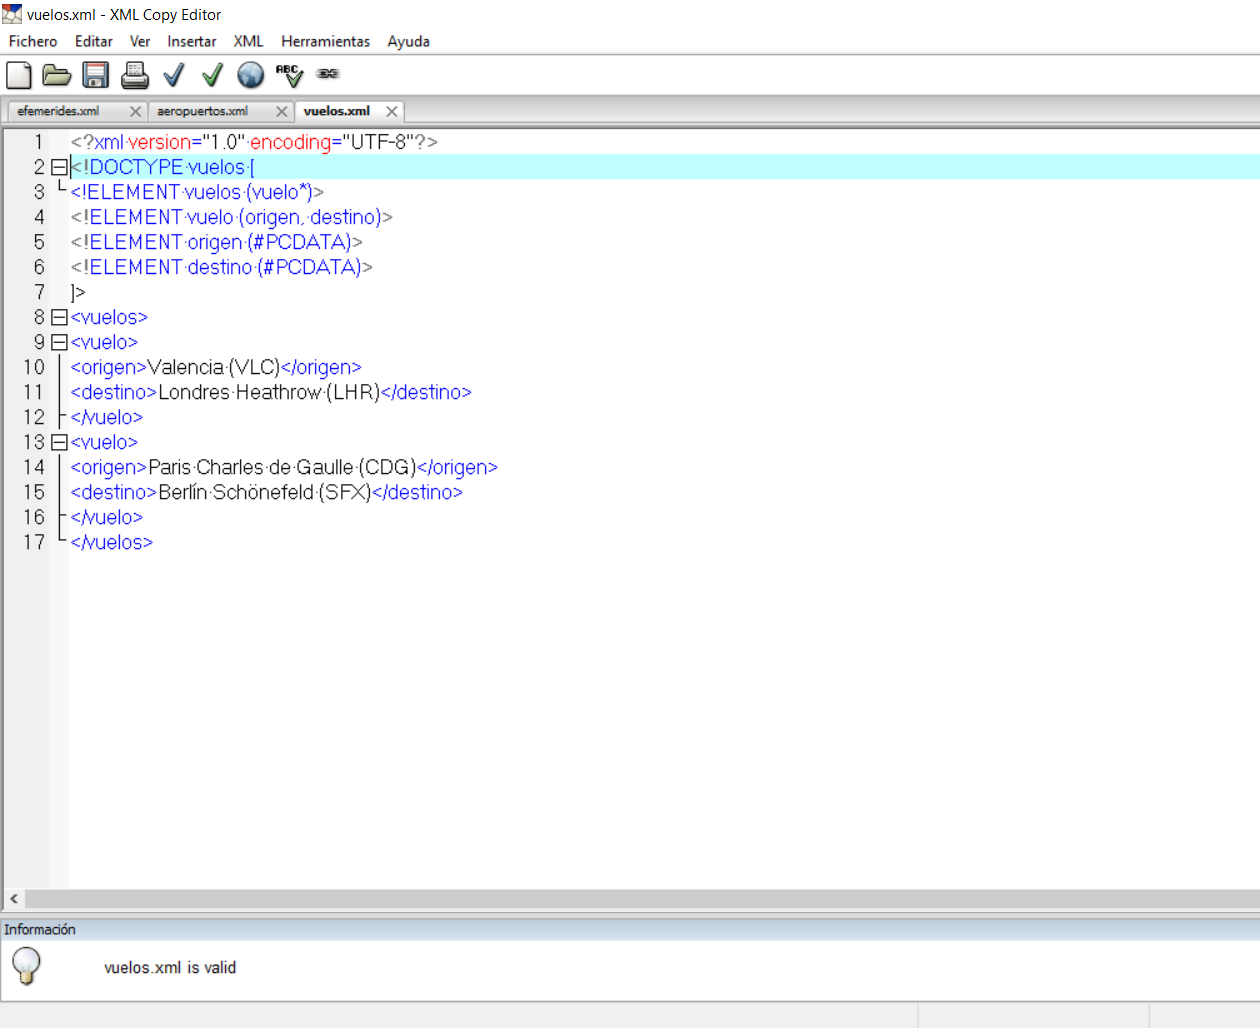 vuelos.xml - XML Copy Editor
Fichero Editar Ver Insertar XML Herramientas Ayuda
ABC
efemerides.xml aeropuertos.xml vuelos.xml
1 <?xml·version="1.0"·encoding="UTF-8"?>
2 <!DOCTYPE·vuelos·[
3 <!ELEMENT·vuelos·(vuelo*)>
4 <!ELEMENT·vuelo·(origen,·destino)>
5 <!ELEMENT·origen·(#PCDATA)>
6 <!ELEMENT·destino·(#PCDATA)>
7 ]>
8 <vuelos>
9 <vuelo>
10 <origen>Valencia·(VLC)</origen>
11 <destino>Londres·Heathrow·(LHR)</destino>
12 </vuelo>
13 <vuelo>
14 <origen>Paris·Charles·de·Gaulle·(CDG)</origen>
15 <destino>Berlín·Schönefeld·(SFX)</destino>
16 </vuelo>
17 </vuelos>
Información
vuelos.xml is valid